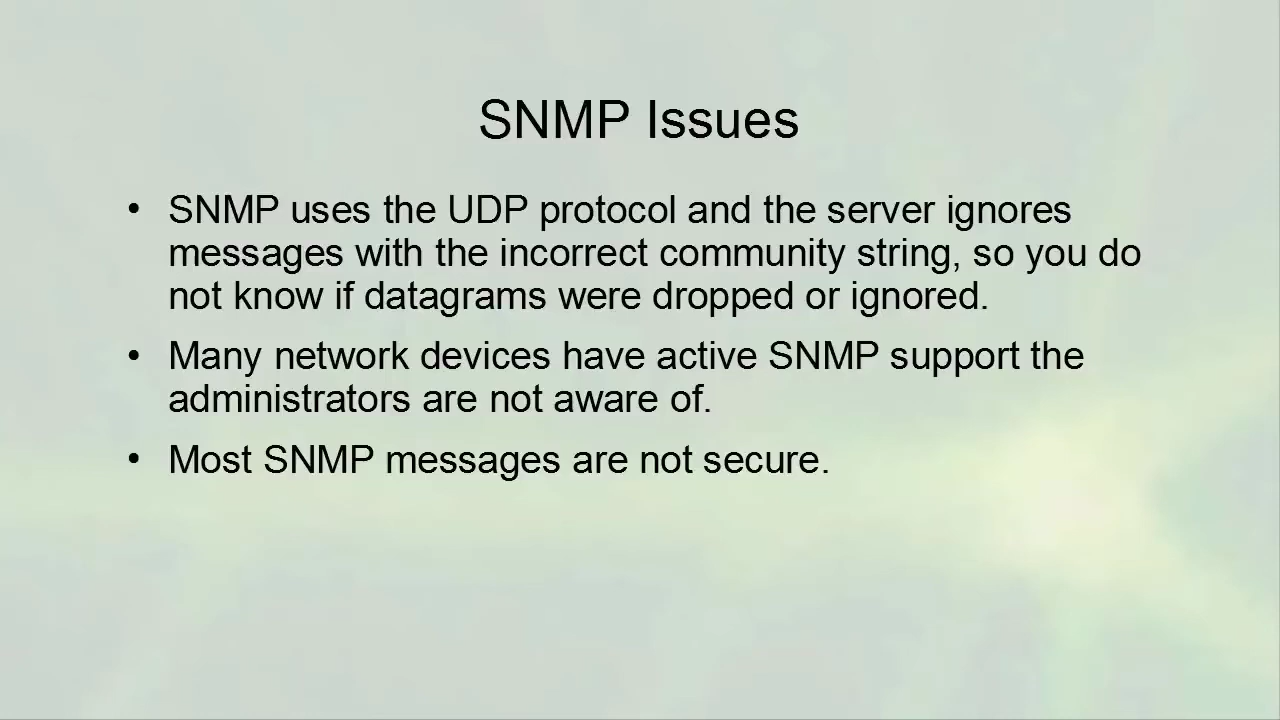 SNMP Issues
• SNMP uses the UDP protocol and the server ignores
messages with the incorrect community string, so you do
not know if datagrams were dropped or ignored.
• Many network devices have active SNMP support the
administrators are not aware of.
• Most SNMP messages are not secure.